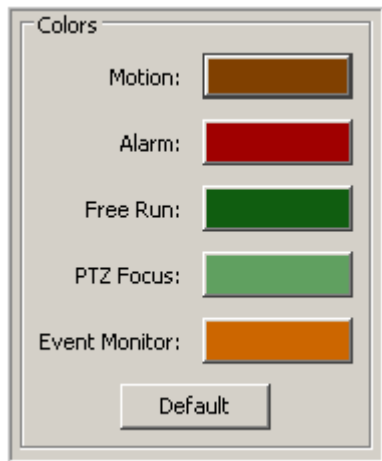 Colors
Motion:
Alarm:
Free Run:
PTZ Focus:
Event Monitor:
Default